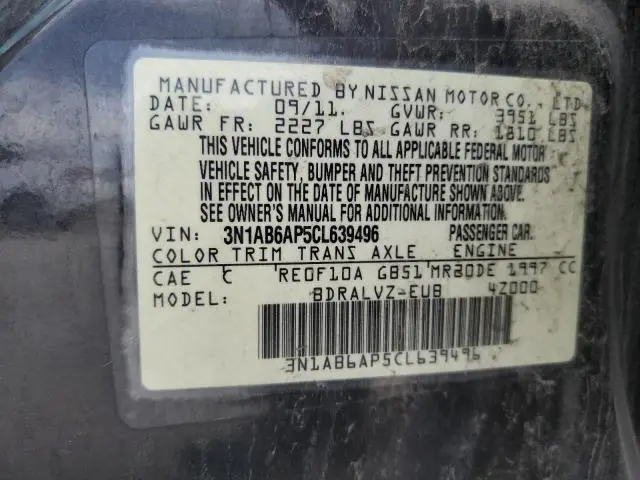 MANUFACTURED BY NISSAN MOTOR CO., LTD.
DATE: 09/11. GVWR: 3951 LBS
GAWR FR: 2227 LBS GAWR RR: 1810 LBS
THIS VEHICLE CONFORMS TO ALL APPLICABLE FEDERAL MOTOR
VEHICLE SAFETY, BUMPER AND THEFT PREVENTION STANDARDS
IN EFFECT ON THE DATE OF MANUFACTURE SHOWN ABOVE.
SEE OWNER'S MANUAL FOR ADDITIONAL INFORMATION.
VIN: 3N1AB6AP5CL639496 PASSENGER CAR.
COLOR TRIM TRANS AXLE ENGINE
CAE C RE0F10A GB51 MR20DE 1997 CC
MODEL: BDRALVZ-EUB 4Z000
3N1AB6AP5CL639496